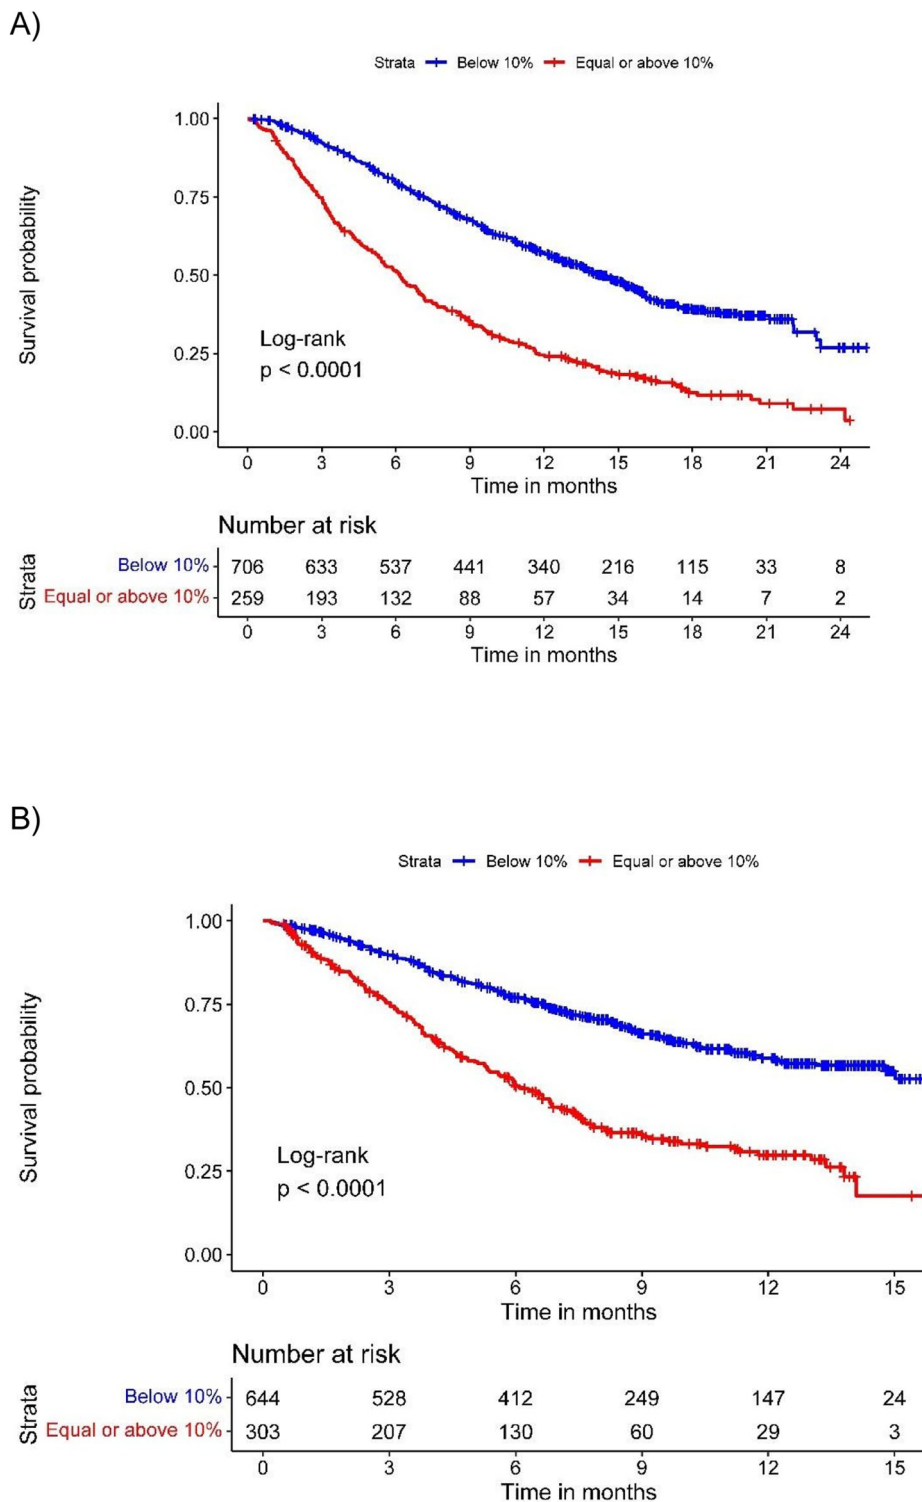 A)
Strata Below 10% Equal or above 10%
Survival probability
1.00
0.75
0.50
0.25
0.00
Log-rank
p < 0.0001
0 3 6 9 12 15 18 21 24
Time in months
Number at risk
Strata
Below 10% 706 633 537 441 340 216 115 33 8
Equal or above 10% 259 193 132 88 57 34 14 7 2
0 3 6 9 12 15 18 21 24
Time in months
B)
Strata Below 10% Equal or above 10%
Survival probability
1.00
0.75
0.50
0.25
0.00
Log-rank
p < 0.0001
0 3 6 9 12 15
Time in months
Number at risk
Strata
Below 10% 644 528 412 249 147 24
Equal or above 10% 303 207 130 60 29 3
0 3 6 9 12 15
Time in months